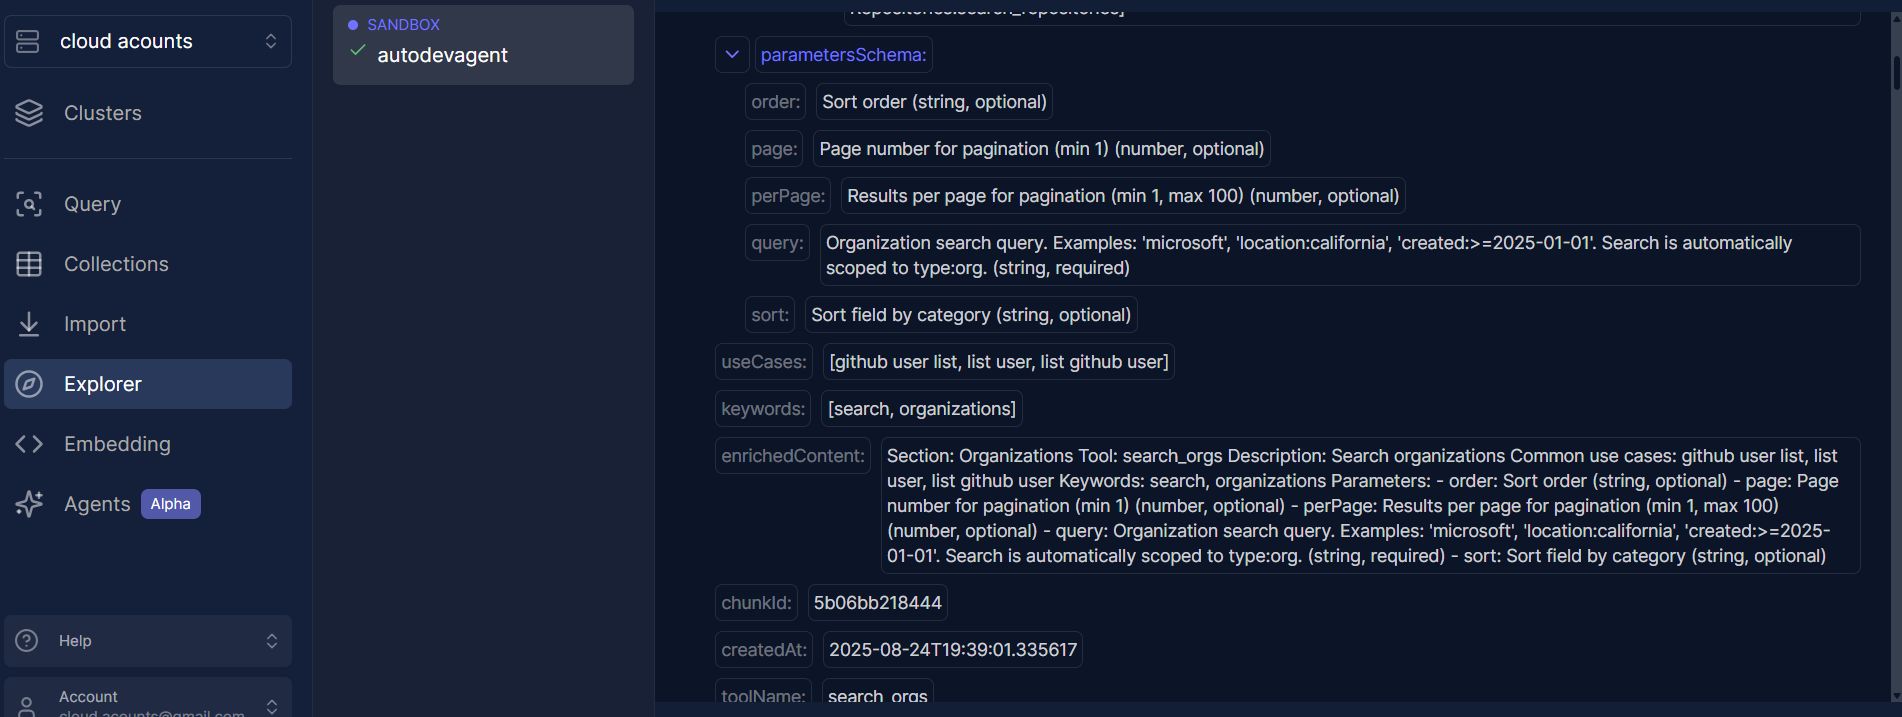 cloud acounts
Clusters
Query
Collections
Import
Explorer
Embedding
Agents Alpha
Help
Account
cloud.acounts@gmail.com
SANDBOX
autodevagent
Repositories.search_repositories]
parametersSchema:
order: Sort order (string, optional)
page: Page number for pagination (min 1) (number, optional)
perPage: Results per page for pagination (min 1, max 100) (number, optional)
query: Organization search query. Examples: 'microsoft', 'location:california', 'created:>=2025-01-01'. Search is automatically
scoped to type:org. (string, required)
sort: Sort field by category (string, optional)
useCases: [github user list, list user, list github user]
keywords: [search, organizations]
enrichedContent: Section: Organizations Tool: search_orgs Description: Search organizations Common use cases: github user list, list
user, list github user Keywords: search, organizations Parameters: - order: Sort order (string, optional) - page: Page
number for pagination (min 1) (number, optional) - perPage: Results per page for pagination (min 1, max 100)
(number, optional) - query: Organization search query. Examples: 'microsoft', 'location:california', 'created:>=2025-
01-01'. Search is automatically scoped to type:org. (string, required) - sort: Sort field by category (string, optional)
chunkId: 5b06bb218444
createdAt: 2025-08-24T19:39:01.335617
toolName: search_orgs